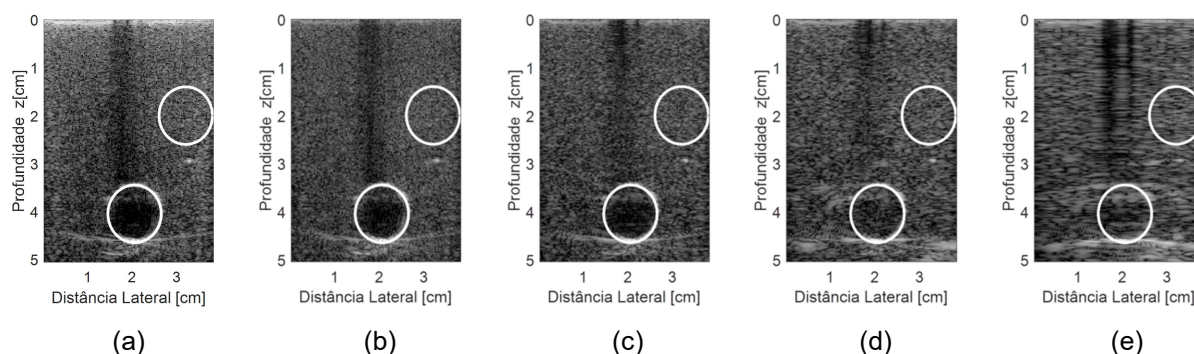 0 1 2 3 4 5
Profundidade z[cm]
1 2 3
Distância Lateral [cm]
(a)
0 1 2 3 4 5
Profundidade z[cm]
1 2 3
Distância Lateral [cm]
(b)
0 1 2 3 4 5
Profundidade z[cm]
1 2 3
Distância Lateral [cm]
(c)
0 1 2 3 4 5
Profundidade z[cm]
1 2 3
Distância Lateral [cm]
(d)
0 1 2 3 4 5
Profundidade z[cm]
1 2 3
Distância Lateral [cm]
(e)